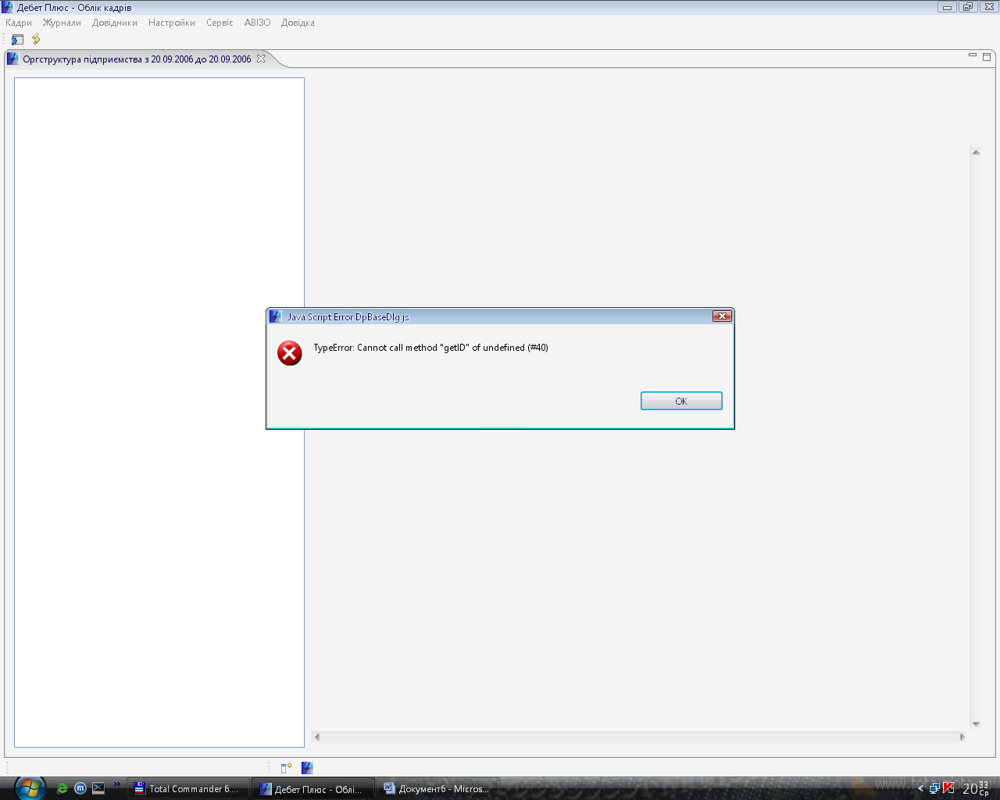 Дебет Плюс - Облік кадрів
Кадри Журнали Довідники Настройки Сервіс АВІЗО Довідка
Оргструктура підприємства з 20.09.2006 до 20.09.2006
Java Script Error DpBaseDlg.js
TypeError: Cannot call method "getID" of undefined (#40)
OK
Total Commander 6....
Дебет Плюс - Облі...
Документ6 - Micros...
20 33
Ср